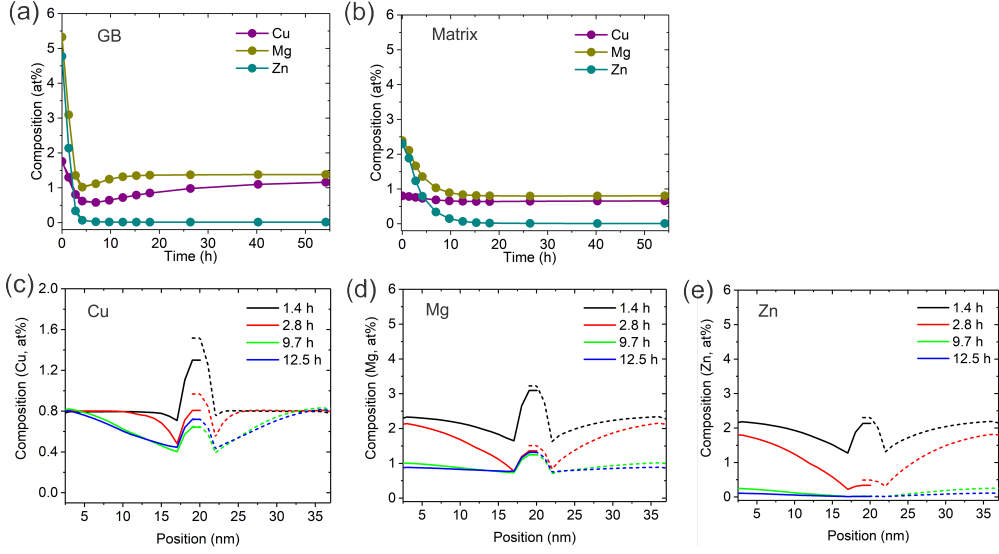 (a)
GB
Cu
Mg
Zn
Composition (at%)
6
5
4
3
2
1
0
0 10 20 30 40 50
Time (h)
(b)
Matrix
Cu
Mg
Zn
Composition (at%)
6
5
4
3
2
1
0
0 10 20 30 40 50
Time (h)
(c)
Cu
1.4 h
2.8 h
9.7 h
12.5 h
Composition (Cu, at%)
2.0
1.6
1.2
0.8
0.4
0.0
5 10 15 20 25 30 35
Position (nm)
(d)
Mg
1.4 h
2.8 h
9.7 h
12.5 h
Composition (Mg, at%)
6
5
4
3
2
1
0
5 10 15 20 25 30 35
Position (nm)
(e)
Zn
1.4 h
2.8 h
9.7 h
12.5 h
Composition (Zn, at%)
5
4
3
2
1
0
5 10 15 20 25 30 35
Position (nm)